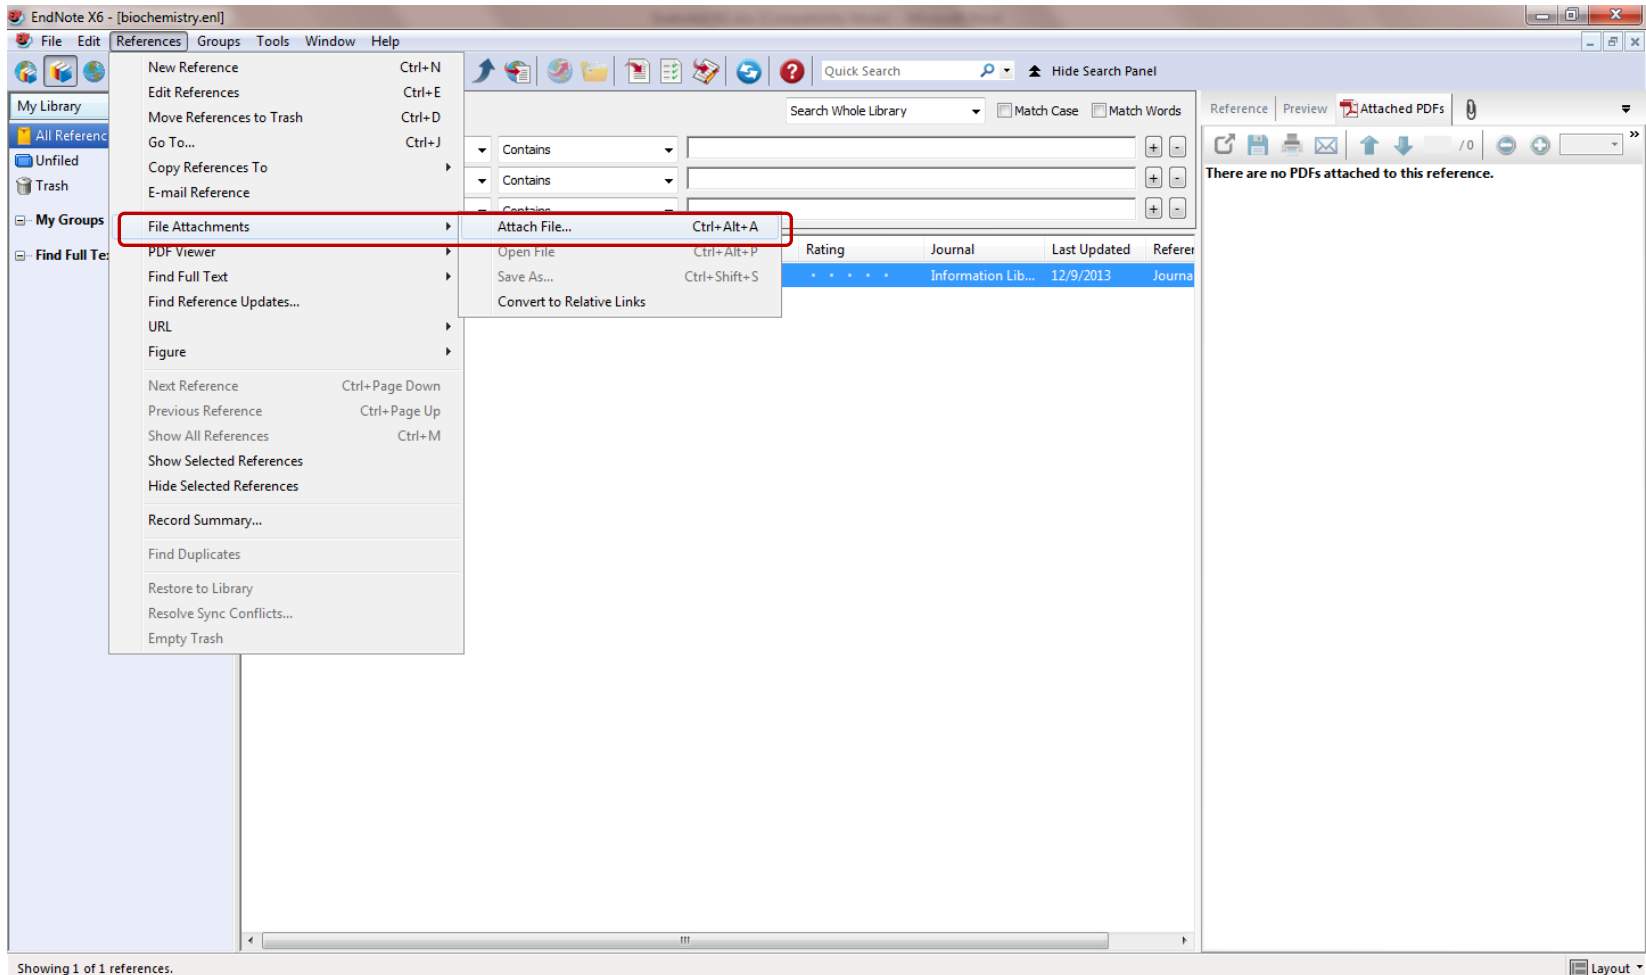 EndNote X6 - [biochemistry.enl]
File Edit References Groups Tools Window Help
Quick Search Hide Search Panel
New Reference Ctrl+N
Edit References Ctrl+E
Move References to Trash Ctrl+D
Go To... Ctrl+J
Copy References To
E-mail Reference
File Attachments
PDF Viewer
Find Full Text
Find Reference Updates...
URL
Figure
Next Reference Ctrl+Page Down
Previous Reference Ctrl+Page Up
Show All References Ctrl+M
Show Selected References
Hide Selected References
Record Summary...
Find Duplicates
Restore to Library
Resolve Sync Conflicts...
Empty Trash
Attach File... Ctrl+Alt+A
Open File Ctrl+Alt+P
Save As... Ctrl+Shift+S
Convert to Relative Links
My Library
All Referenc
Unfiled
Trash
My Groups
Find Full Te
Search Whole Library Match Case Match Words
Contains
Contains
Contains
Rating Journal Last Updated Referen
Information Lib... 12/9/2013 Journa
Reference Preview Attached PDFs
/0
There are no PDFs attached to this reference.
Showing 1 of 1 references.
Layout